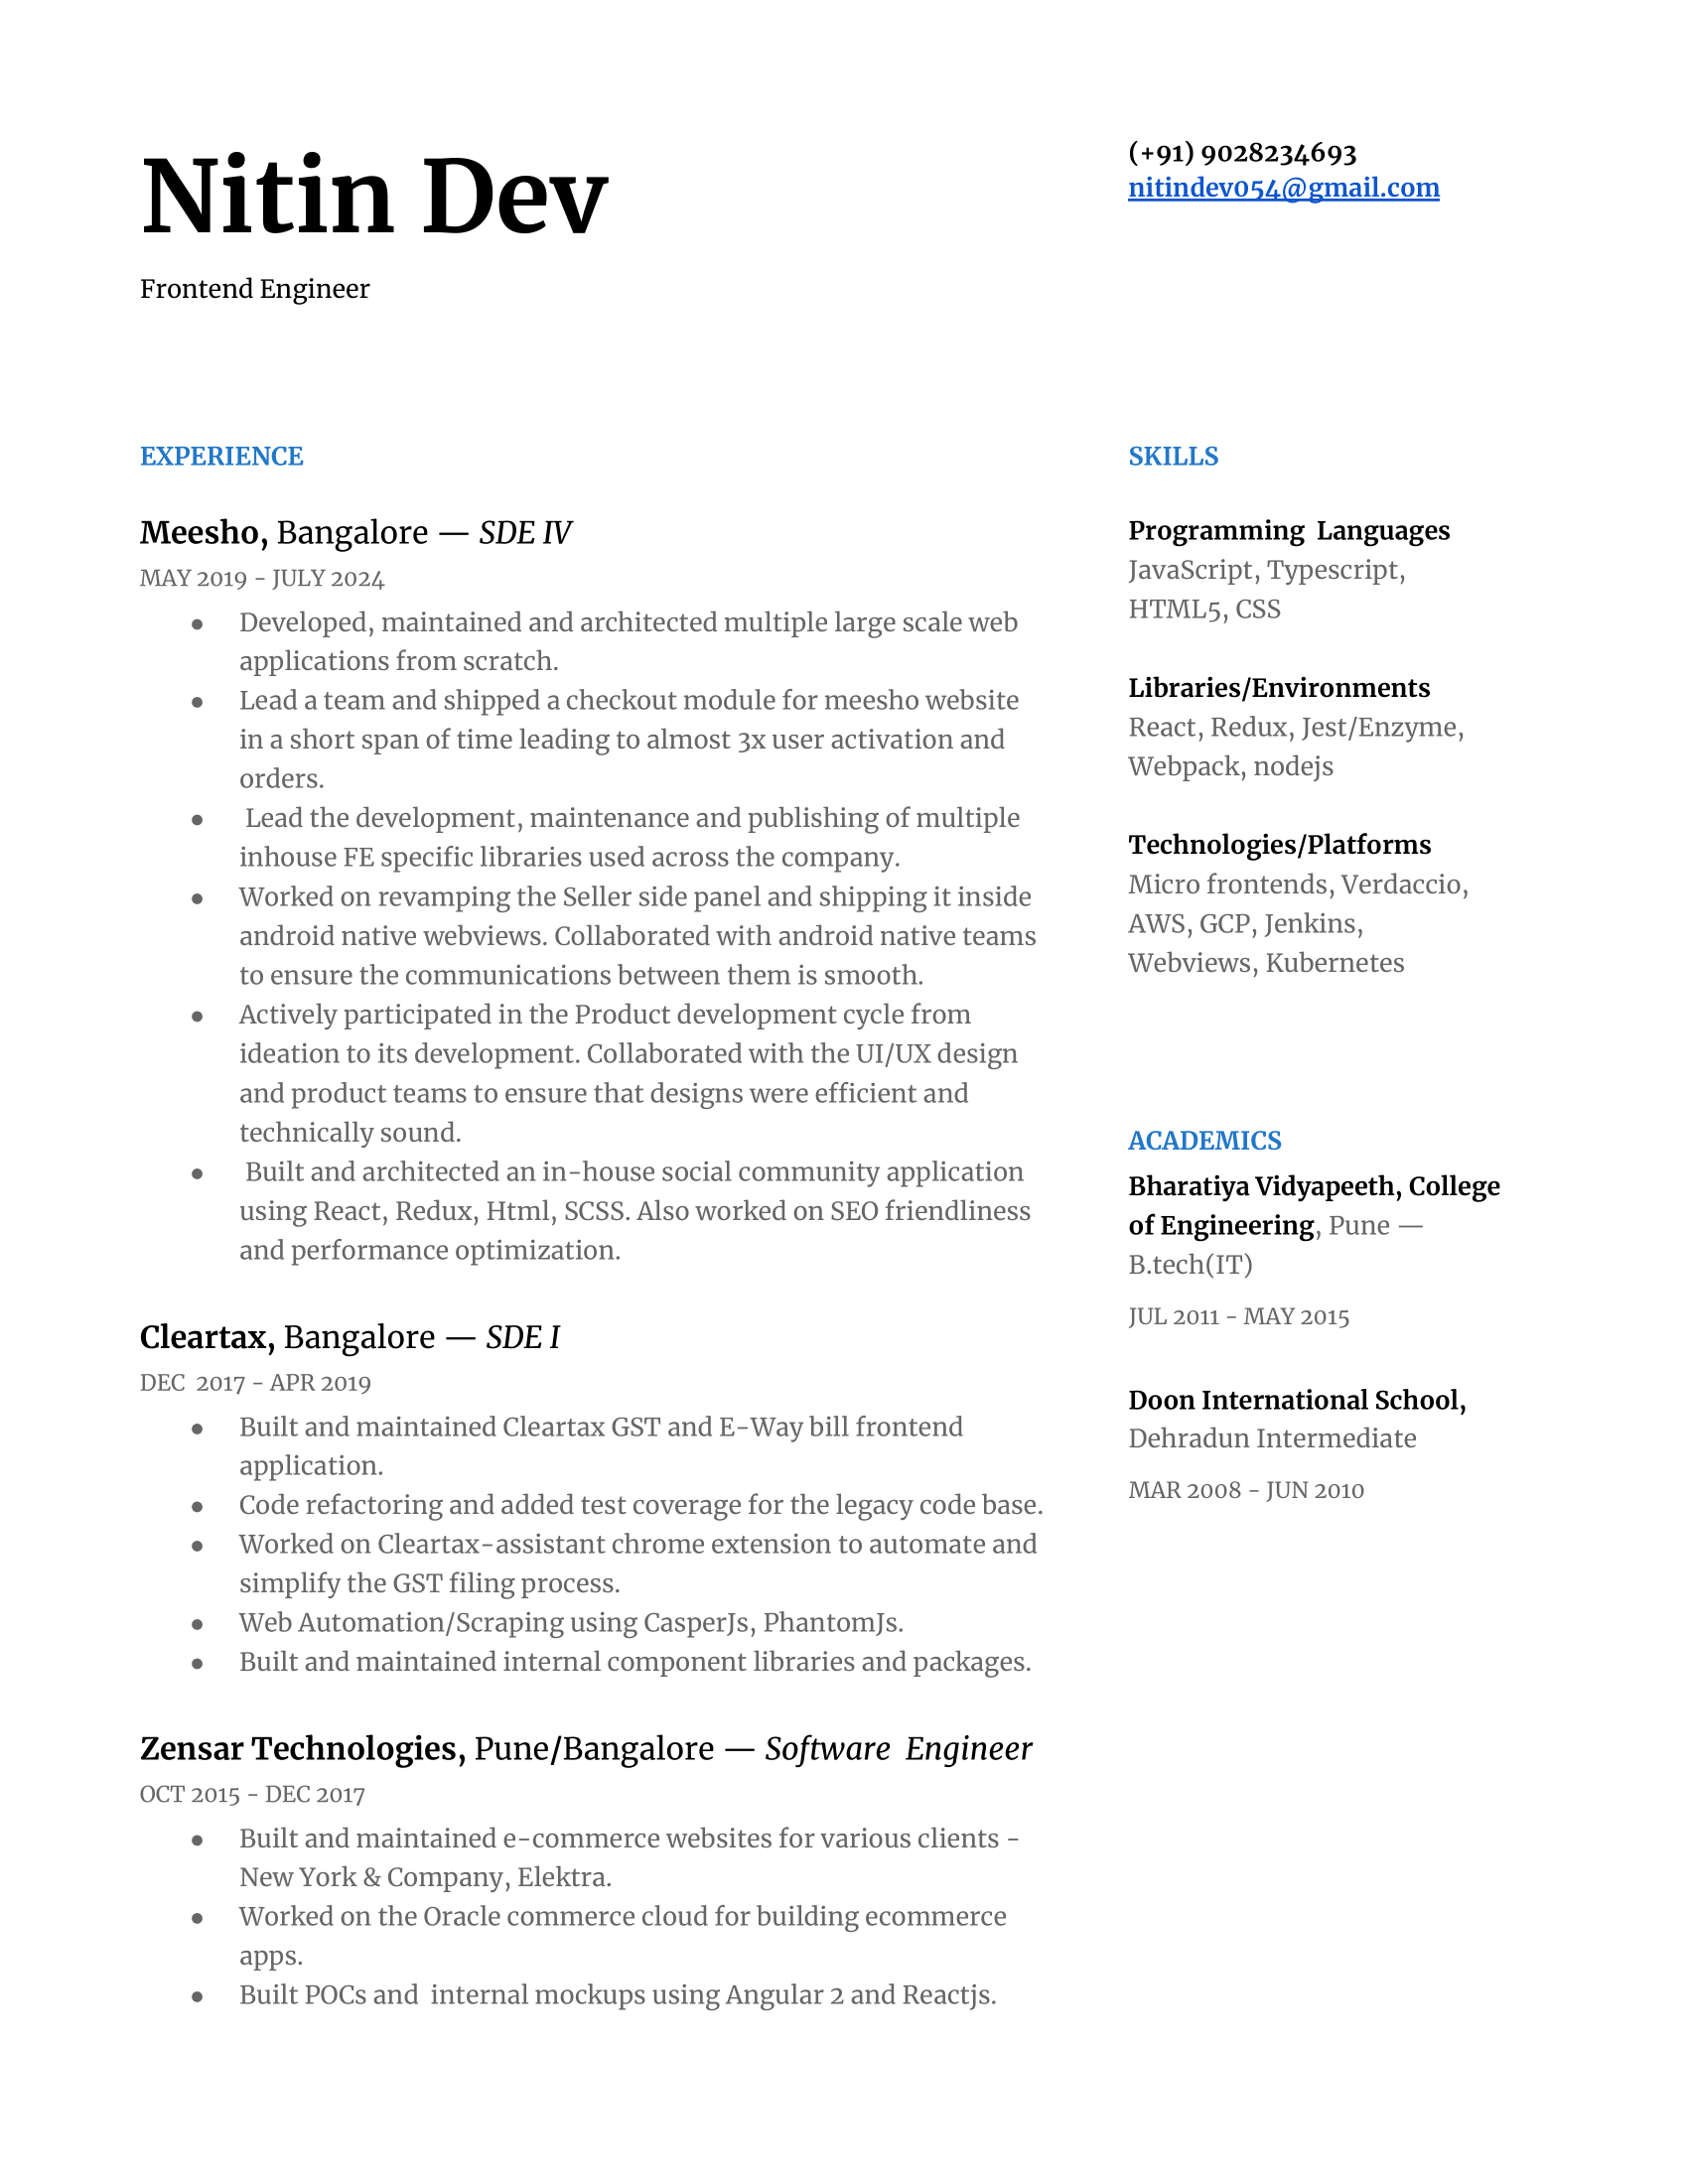 Nitin Dev
Frontend Engineer
(+91) 9028234693
nitindev054@gmail.com
EXPERIENCE
Meesho, Bangalore — SDE IV
MAY 2019 - JULY 2024
● Developed, maintained and architected multiple large scale web
applications from scratch.
● Lead a team and shipped a checkout module for meesho website
in a short span of time leading to almost 3x user activation and
orders.
● Lead the development, maintenance and publishing of multiple
inhouse FE specific libraries used across the company.
● Worked on revamping the Seller side panel and shipping it inside
android native webviews. Collaborated with android native teams
to ensure the communications between them is smooth.
● Actively participated in the Product development cycle from
ideation to its development. Collaborated with the UI/UX design
and product teams to ensure that designs were efficient and
technically sound.
● Built and architected an in-house social community application
using React, Redux, Html, SCSS. Also worked on SEO friendliness
and performance optimization.
Cleartax, Bangalore — SDE I
DEC 2017 - APR 2019
● Built and maintained Cleartax GST and E-Way bill frontend
application.
● Code refactoring and added test coverage for the legacy code base.
● Worked on Cleartax-assistant chrome extension to automate and
simplify the GST filing process.
● Web Automation/Scraping using CasperJs, PhantomJs.
● Built and maintained internal component libraries and packages.
Zensar Technologies, Pune/Bangalore — Software Engineer
OCT 2015 - DEC 2017
● Built and maintained e-commerce websites for various clients -
New York & Company, Elektra.
● Worked on the Oracle commerce cloud for building ecommerce
apps.
● Built POCs and internal mockups using Angular 2 and Reactjs.
SKILLS
Programming Languages
JavaScript, Typescript,
HTML5, CSS
Libraries/Environments
React, Redux, Jest/Enzyme,
Webpack, nodejs
Technologies/Platforms
Micro frontends, Verdaccio,
AWS, GCP, Jenkins,
Webviews, Kubernetes
ACADEMICS
Bharatiya Vidyapeeth, College
of Engineering, Pune —
B.tech(IT)
JUL 2011 - MAY 2015
Doon International School,
Dehradun Intermediate
MAR 2008 - JUN 2010